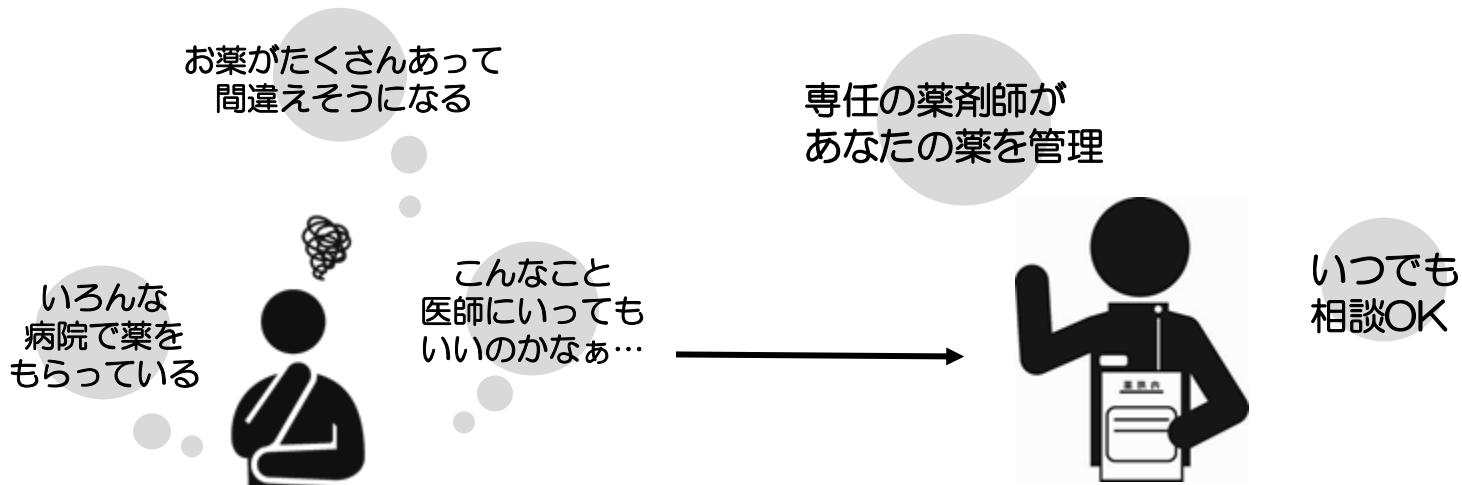 お薬がたくさんあって
間違えそうになる
いろんな
病院で薬を
もらっている
こんなこと
医師にいっても
いいのかなぁ…
専任の薬剤師が
あなたの薬を管理
いつでも
相談OK